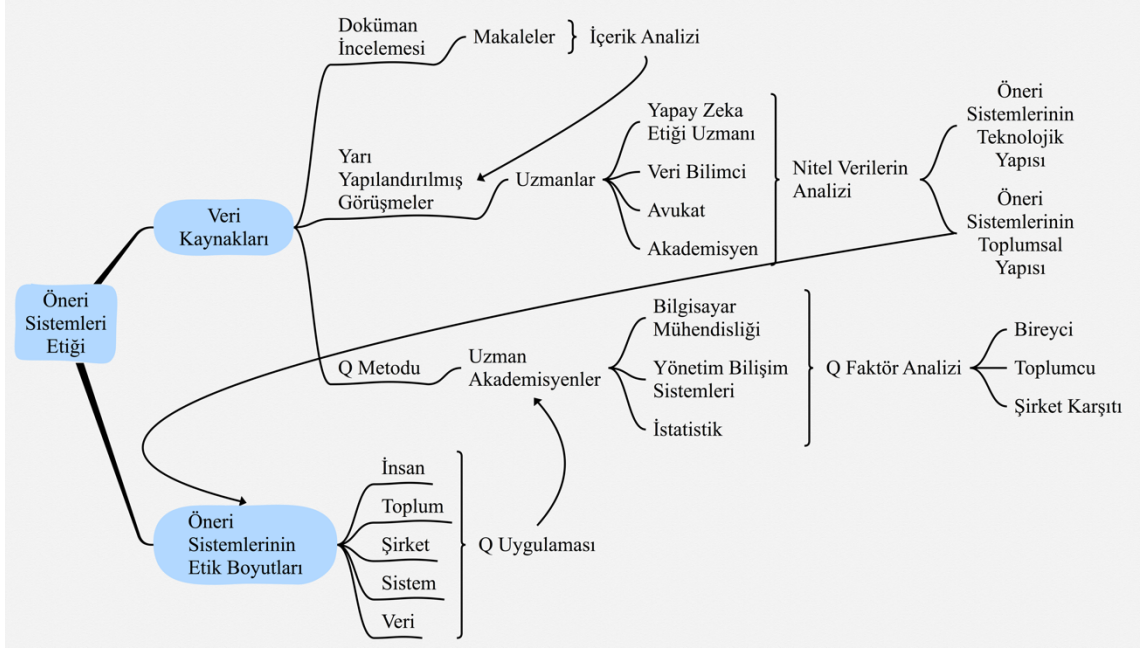 Doküman
İncelemesi
Makaleler
İçerik Analizi
Yarı
Yapılandırılmış
Görüşmeler
Uzmanlar
Yapay Zeka
Etiği Uzmanı
Veri Bilimci
Avukat
Akademisyen
Nitel Verilerin
Analizi
Öneri
Sistemlerinin
Teknolojik
Yapısı
Öneri
Sistemlerinin
Toplumsal
Yapısı
Veri
Kaynakları
Öneri
Sistemleri
Etiği
Q Metodu
Uzman
Akademisyenler
Bilgisayar
Mühendisliği
Yönetim Bilişim
Sistemleri
İstatistik
Q Faktör Analizi
Bireyci
Toplumcu
Şirket Karşıtı
Öneri
Sistemlerinin
Etik Boyutları
İnsan
Toplum
Şirket
Sistem
Veri
Q Uygulaması